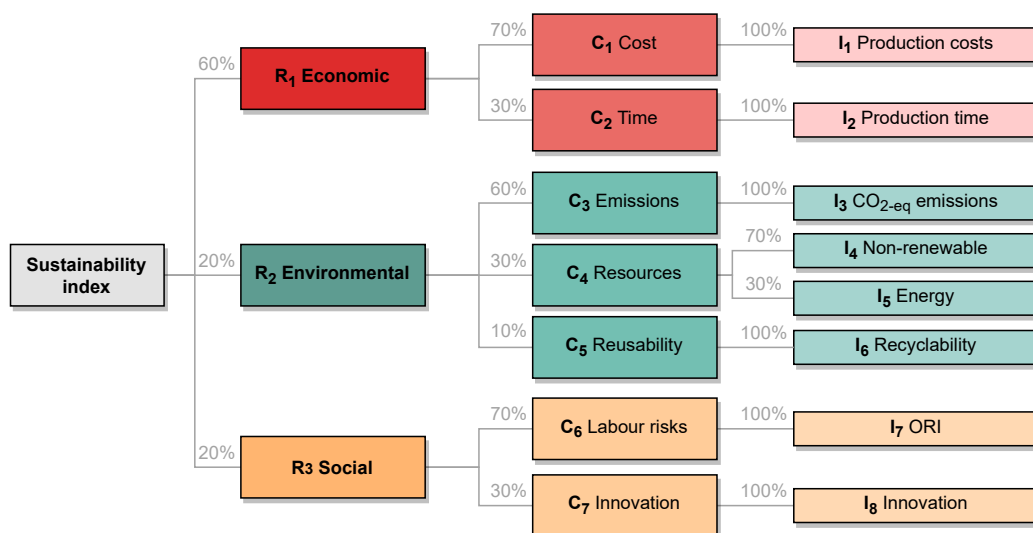 Sustainability
index
60%
R1 Economic
70%
C1 Cost
100%
I1 Production costs
30%
C2 Time
100%
I2 Production time
20%
R2 Environmental
60%
C3 Emissions
100%
I3 CO2-eq emissions
30%
C4 Resources
70%
I4 Non-renewable
30%
I5 Energy
10%
C5 Reusability
100%
I6 Recyclability
20%
R3 Social
70%
C6 Labour risks
100%
I7 ORI
30%
C7 Innovation
100%
I8 Innovation